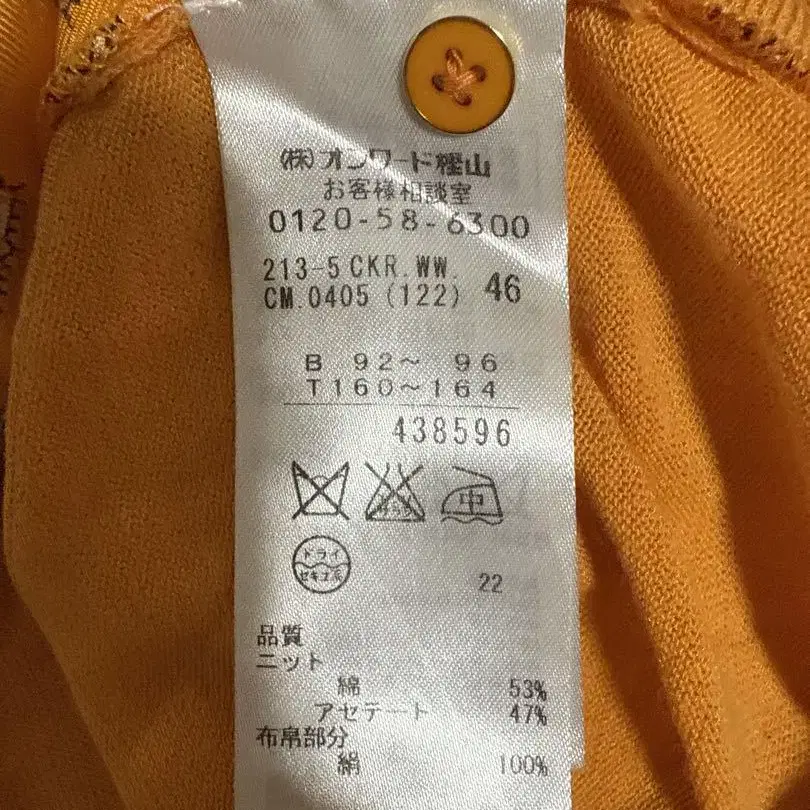 (株)オンワード樫山
お客様相談室
0120-58-6300
213-5 CKR.WW.
CM.0405 (122) 46
B 92〜 96
T160〜164
438596
中
ドライ
セキユ系
22
品質
ニット
綿 53%
アセテート 47%
布帛部分
絹 100%